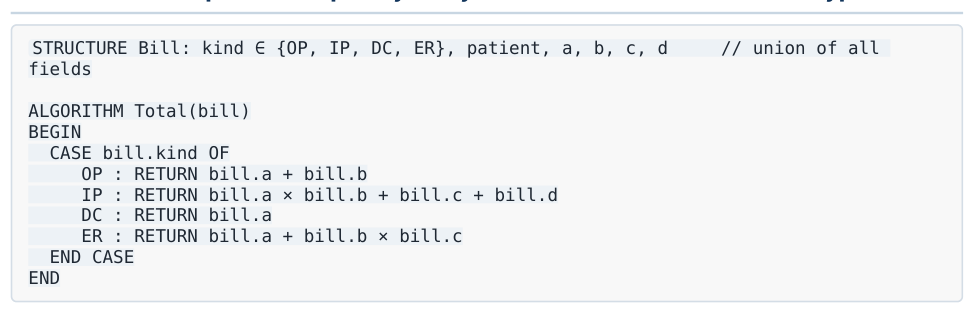 STRUCTURE Bill: kind ∈ {OP, IP, DC, ER}, patient, a, b, c, d     // union of all
fields

ALGORITHM Total(bill)
BEGIN
  CASE bill.kind OF
     OP : RETURN bill.a + bill.b
     IP : RETURN bill.a × bill.b + bill.c + bill.d
     DC : RETURN bill.a
     ER : RETURN bill.a + bill.b × bill.c
  END CASE
END